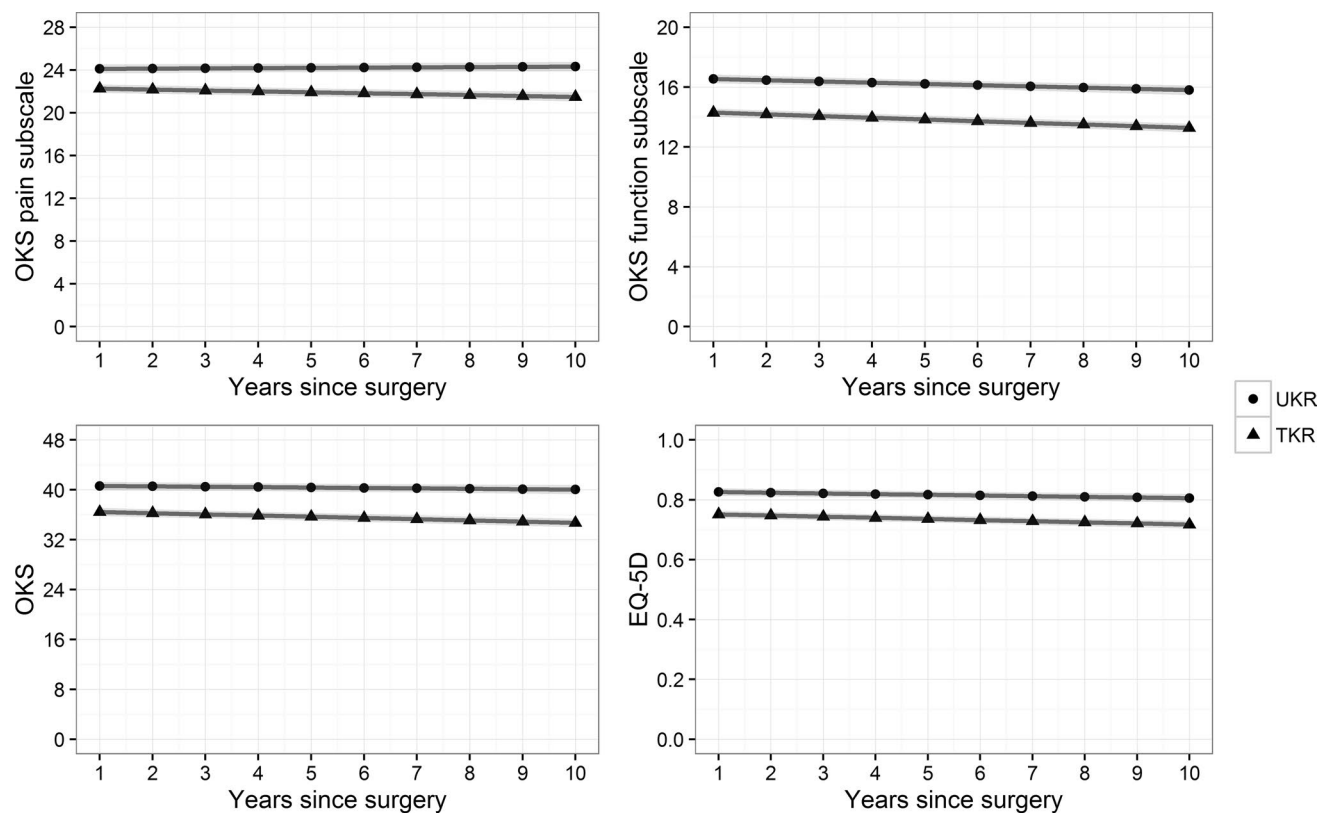 OKS pain subscale
28
24
20
16
12
8
4
0
1 2 3 4 5 6 7 8 9 10
Years since surgery
OKS function subscale
20
16
12
8
4
0
1 2 3 4 5 6 7 8 9 10
Years since surgery
OKS
48
40
32
24
16
8
0
1 2 3 4 5 6 7 8 9 10
Years since surgery
EQ-5D
1.0
0.8
0.6
0.4
0.2
0.0
1 2 3 4 5 6 7 8 9 10
Years since surgery
UKR
TKR